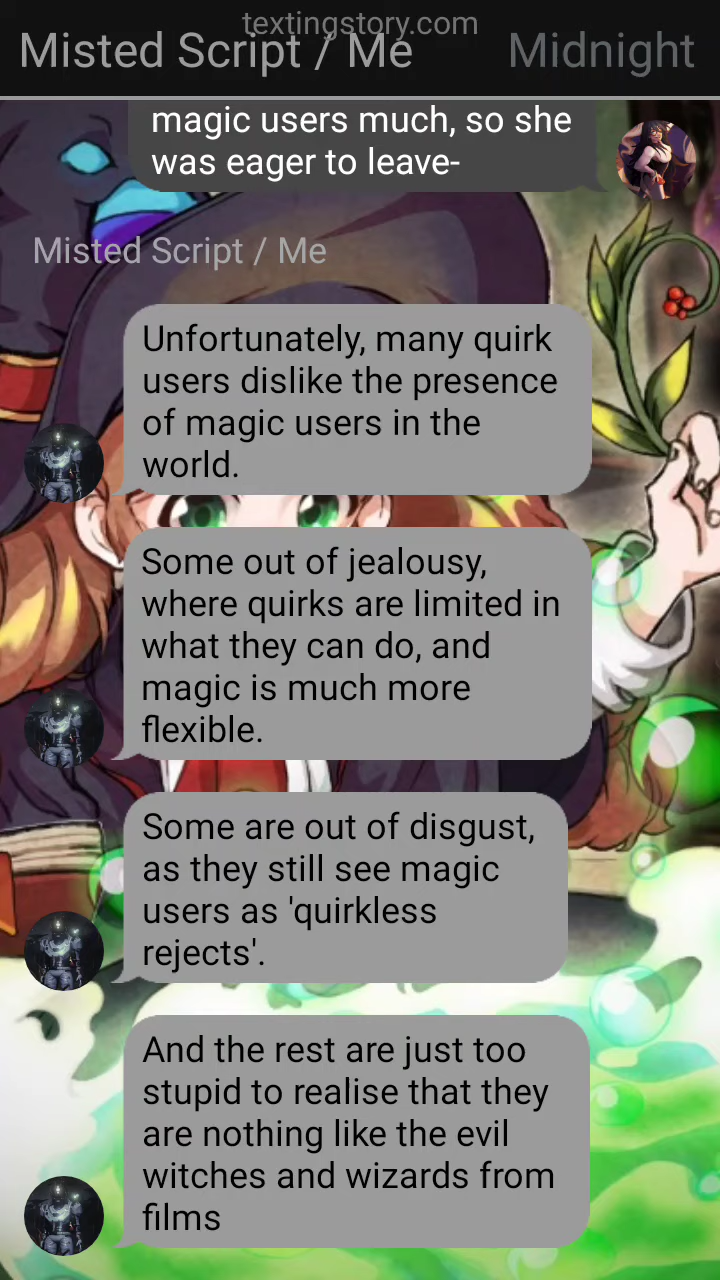 textingstory.com
Misted Script / Me
Midnight
magic users much, so she
was eager to leave-
Misted Script / Me
Unfortunately, many quirk
users dislike the presence
of magic users in the
world.
Some out of jealousy,
where quirks are limited in
what they can do, and
magic is much more
flexible.
Some are out of disgust,
as they still see magic
users as 'quirkless
rejects'.
And the rest are just too
stupid to realise that they
are nothing like the evil
witches and wizards from
films